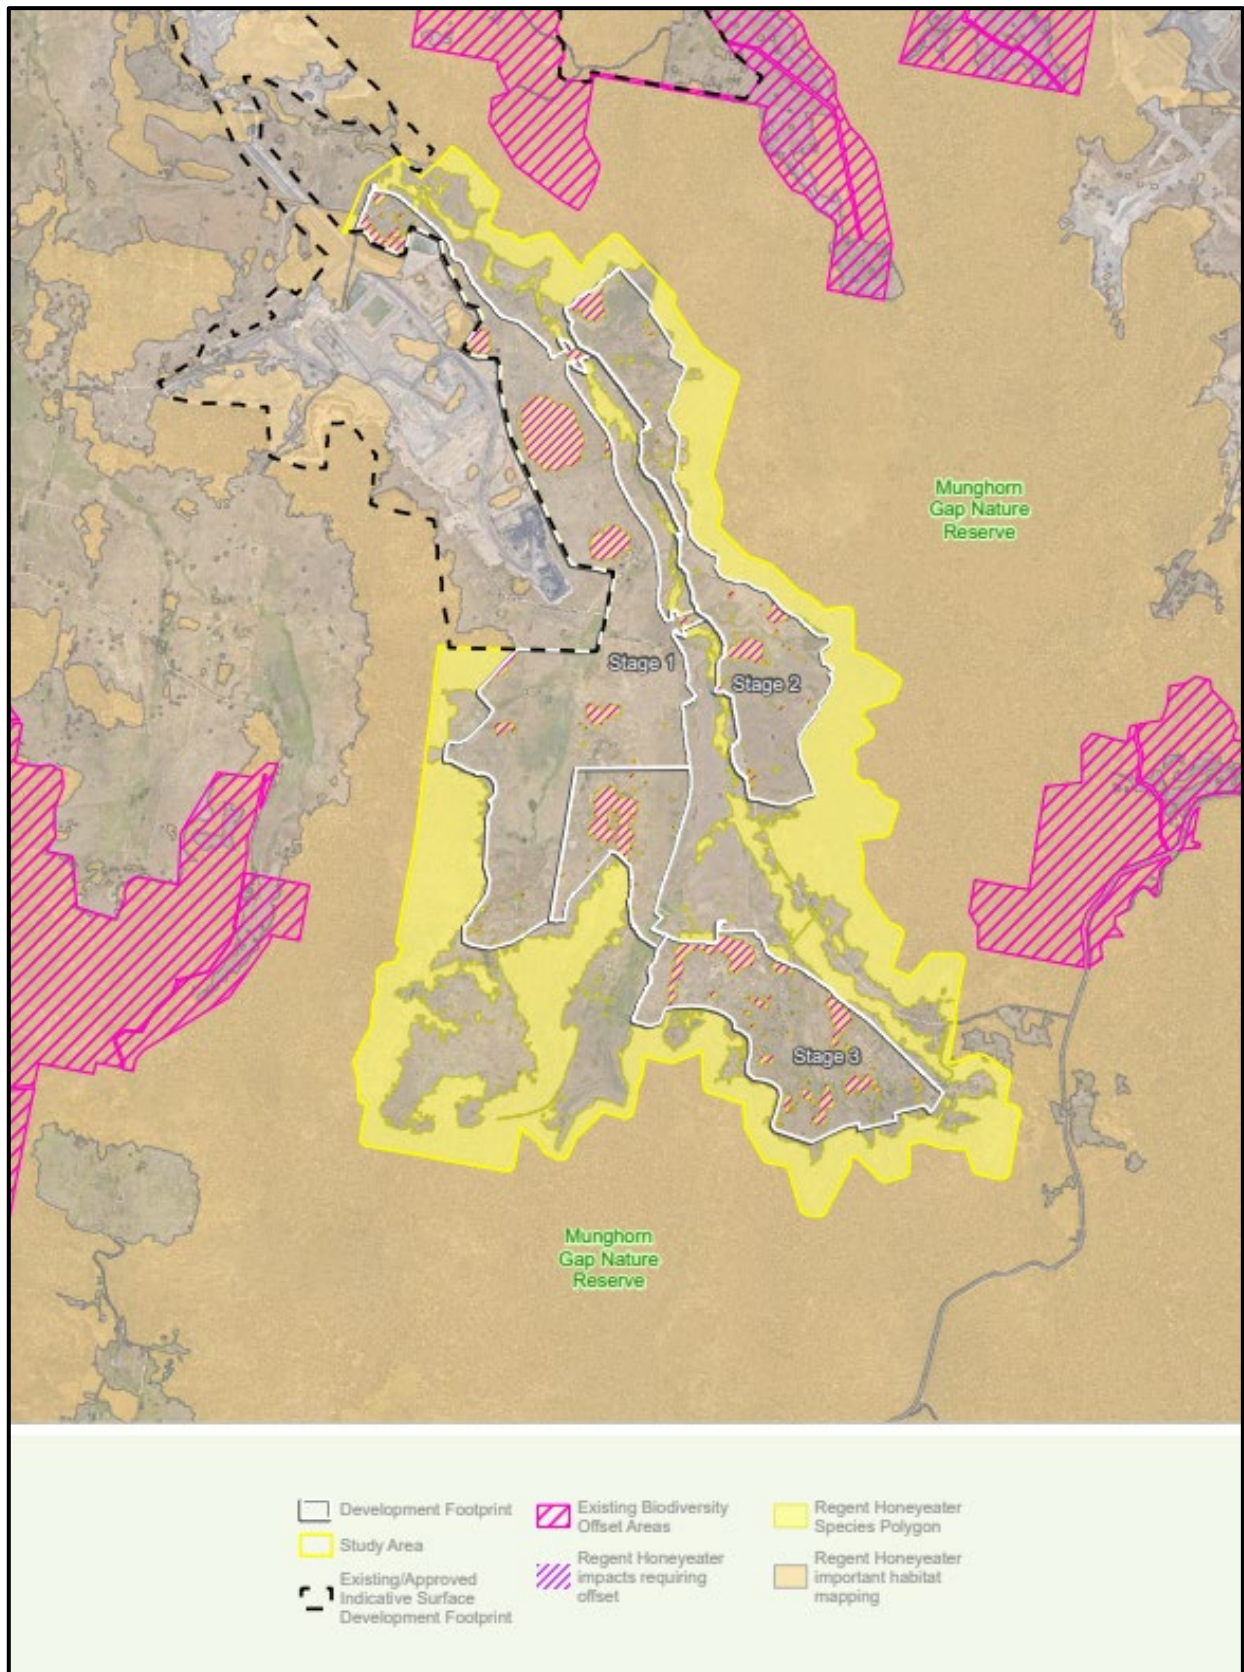 Munghorn
Gap Nature
Reserve
Stage 1
Stage 2
Stage 3
Munghorn
Gap Nature
Reserve
Development Footprint
Study Area
Existing/Approved
Indicative Surface
Development Footprint
Existing Biodiversity
Offset Areas
Regent Honeyeater
impacts requiring
offset
Regent Honeyeater
Species Polygon
Regent Honeyeater
important habitat
mapping